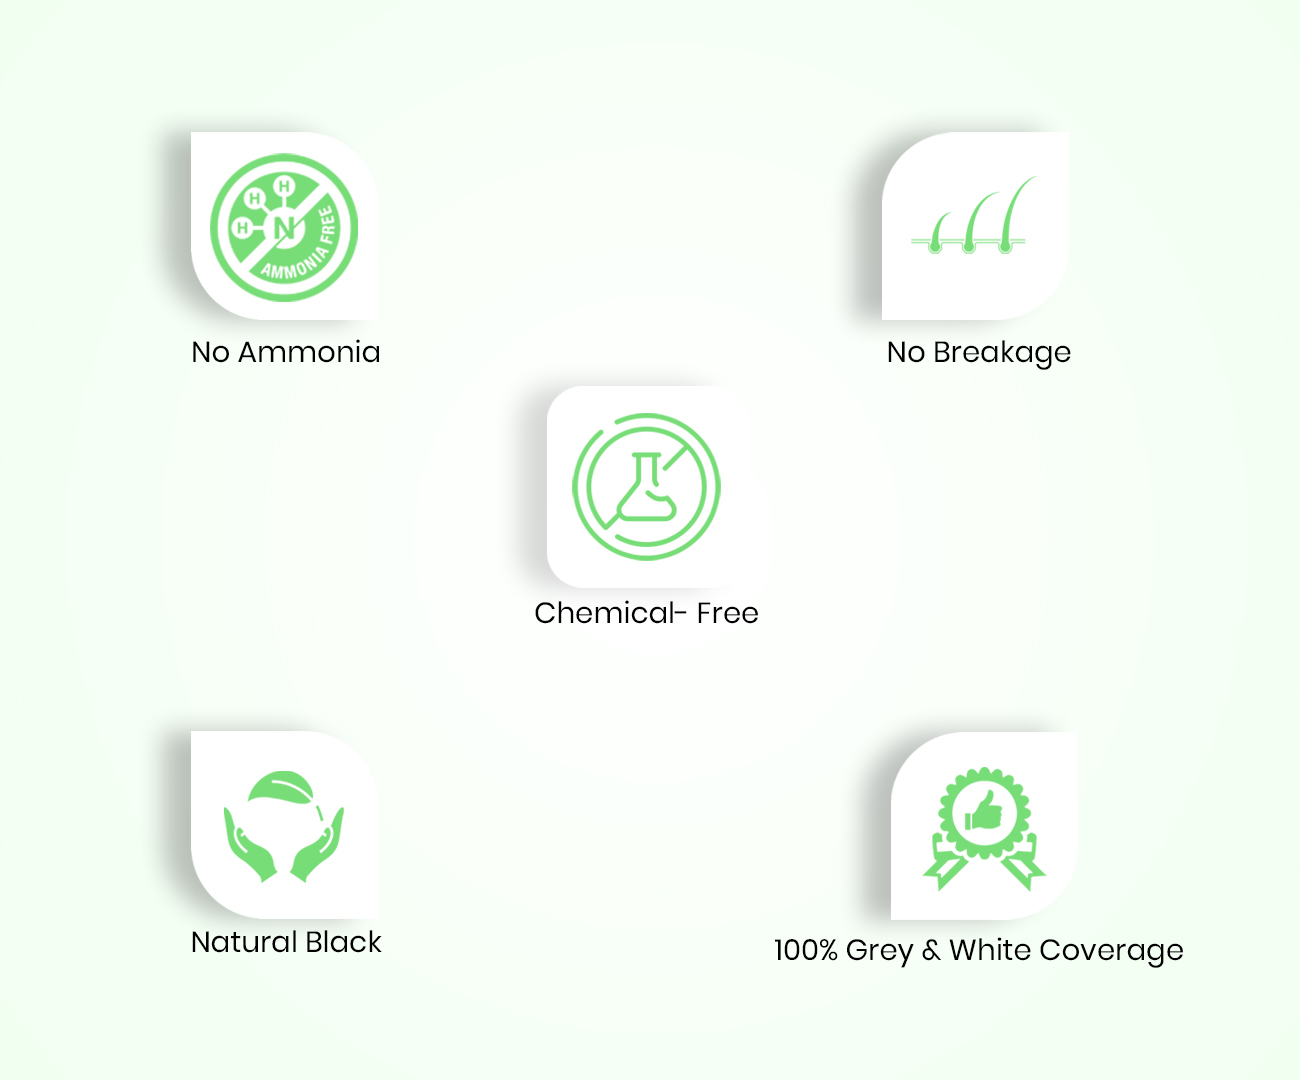 H
H
H
N
AMMONIA FREE
No Ammonia
No Breakage
Chemical- Free
Natural Black
100% Grey & White Coverage